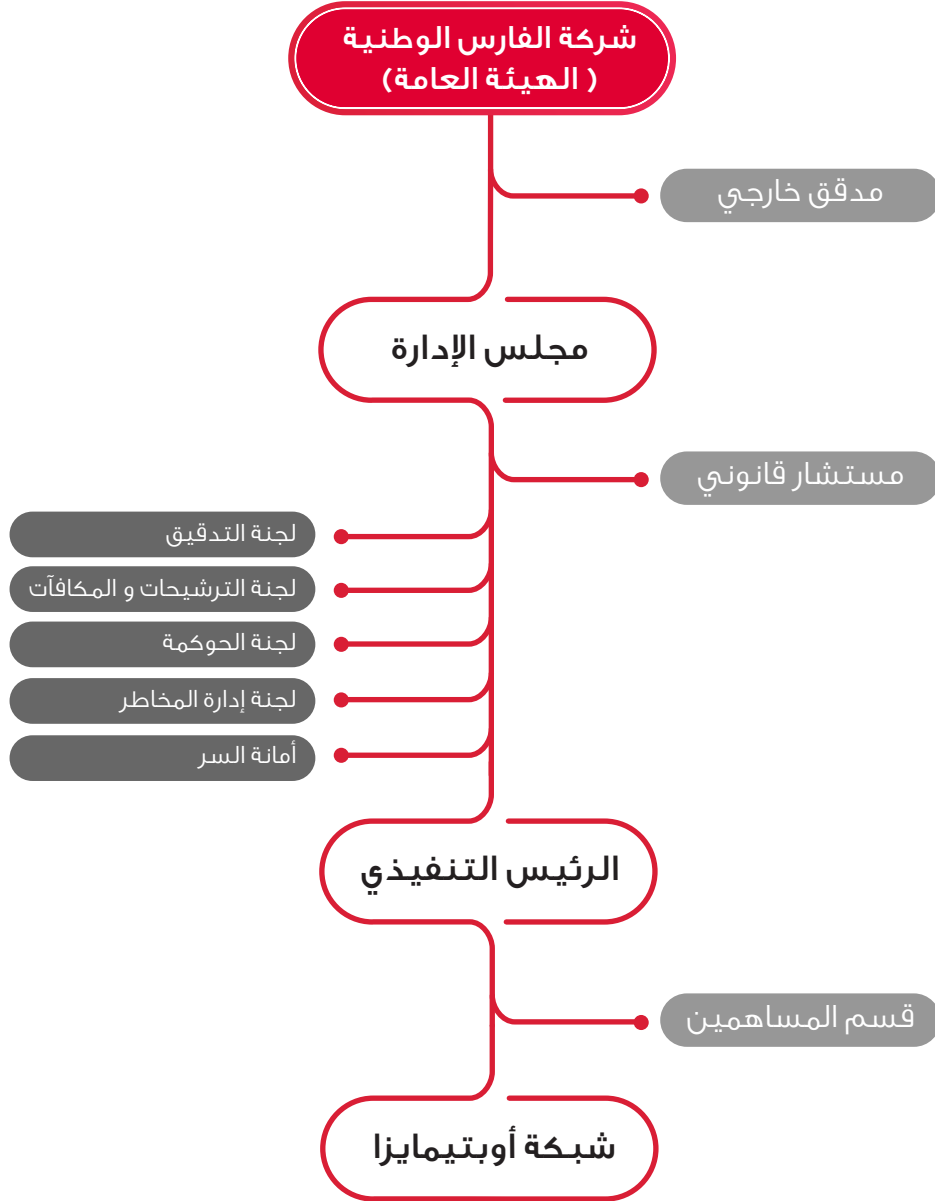 شركة الفارس الوطنية
( الهيئة العامة)
مدقق خارجي
مجلس الإدارة
مستشار قانوني
لجنة التدقيق
لجنة الترشيحات و المكافآت
لجنة الحوكمة
لجنة إدارة المخاطر
أمانة السر
الرئيس التنفيذي
قسم المساهمين
شبكة أوبتيمايزا